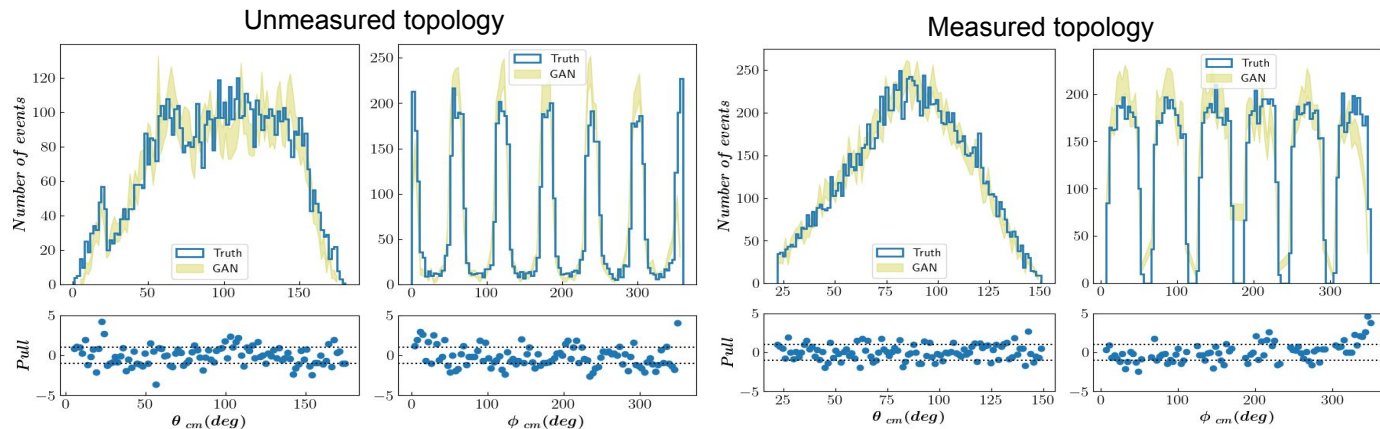 Unmeasured topology
Measured topology
Number of events
120
100
80
60
40
20
0
Truth
GAN
250
200
150
100
50
0
Truth
GAN
Number of events
250
200
150
100
50
0
Truth
GAN
200
150
100
50
0
Truth
GAN
Pull
5
0
−5
0 50 100 150
θ cm(deg)
0 100 200 300
ϕ cm(deg)
Pull
5
0
−5
25 50 75 100 125 150
θ cm(deg)
5
0
−5
0 100 200 300
ϕ cm(deg)
50 100 150
0 100 200 300
25 50 75 100 125 150
0 100 200 300